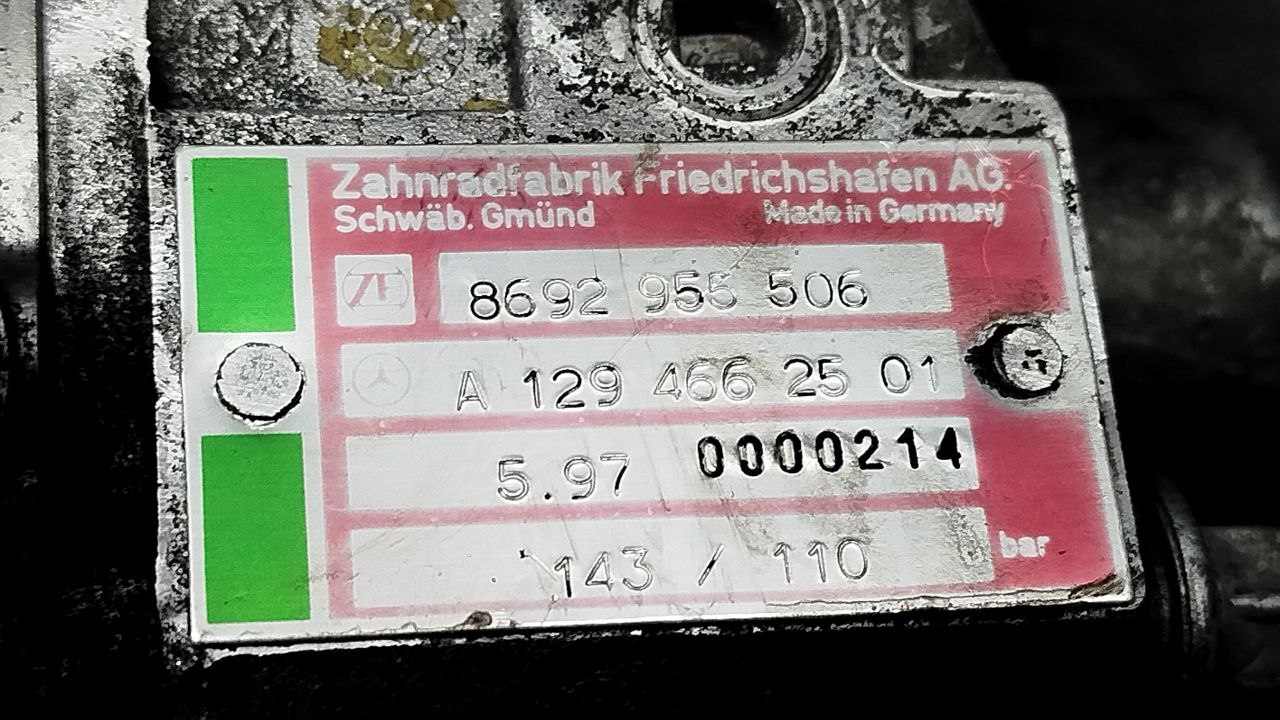 Zahnradfabrik Friedrichshafen AG.
Schwäb. Gmünd Made in Germany
ZF 8692 955 506
A 129 466 25 01
5.97 0000214
143 / 110 bar